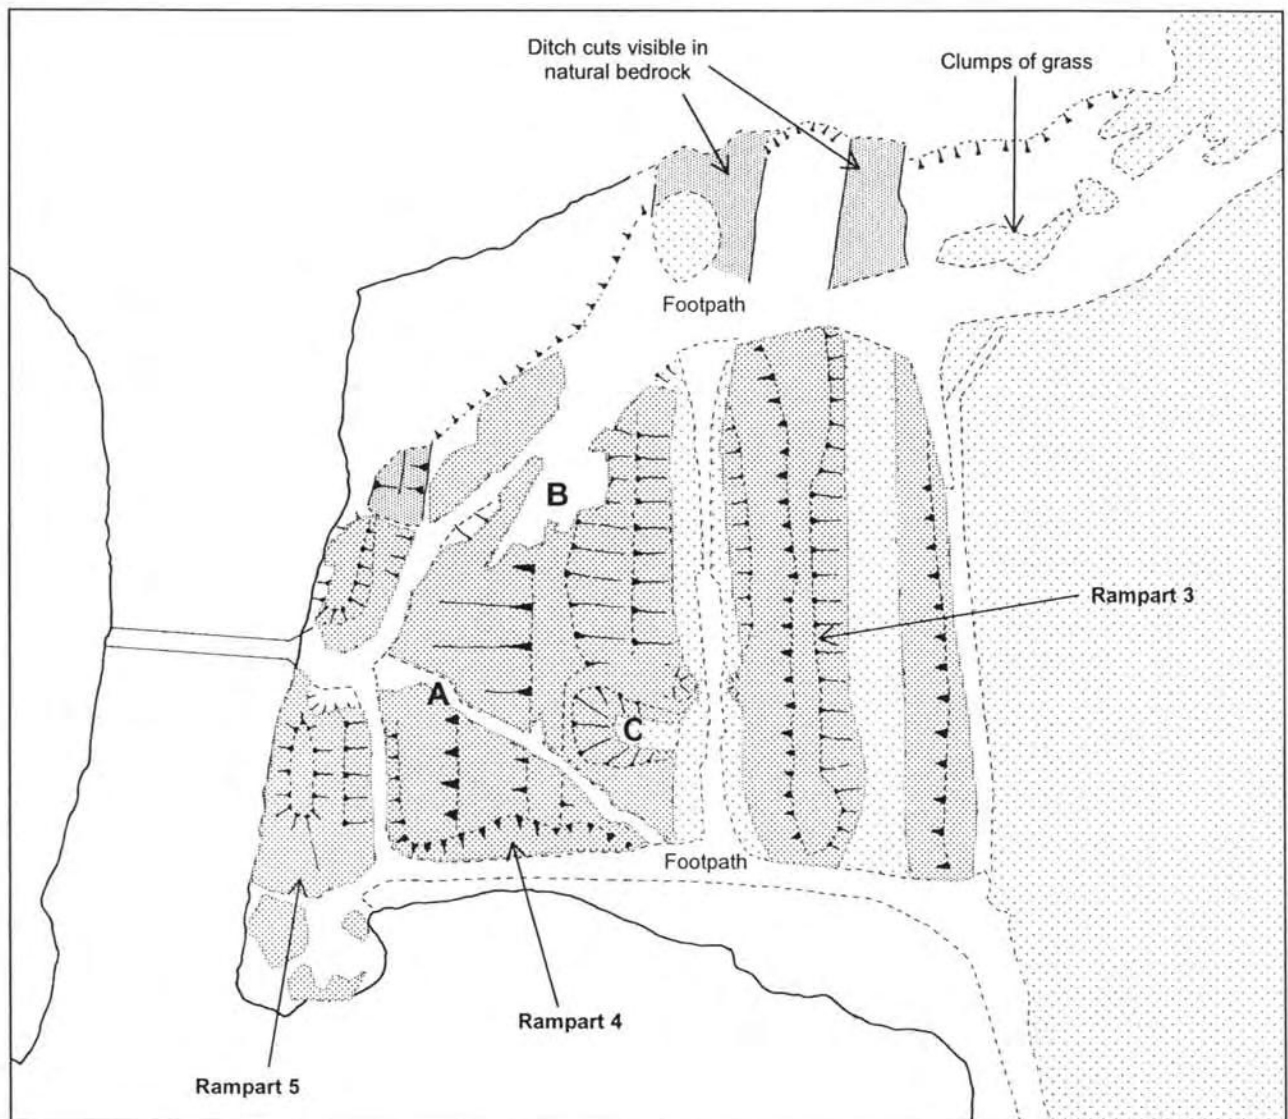 Ditch cuts visible in
natural bedrock
Clumps of grass
Footpath
B
Rampart 3
A
C
Footpath
Rampart 4
Rampart 5